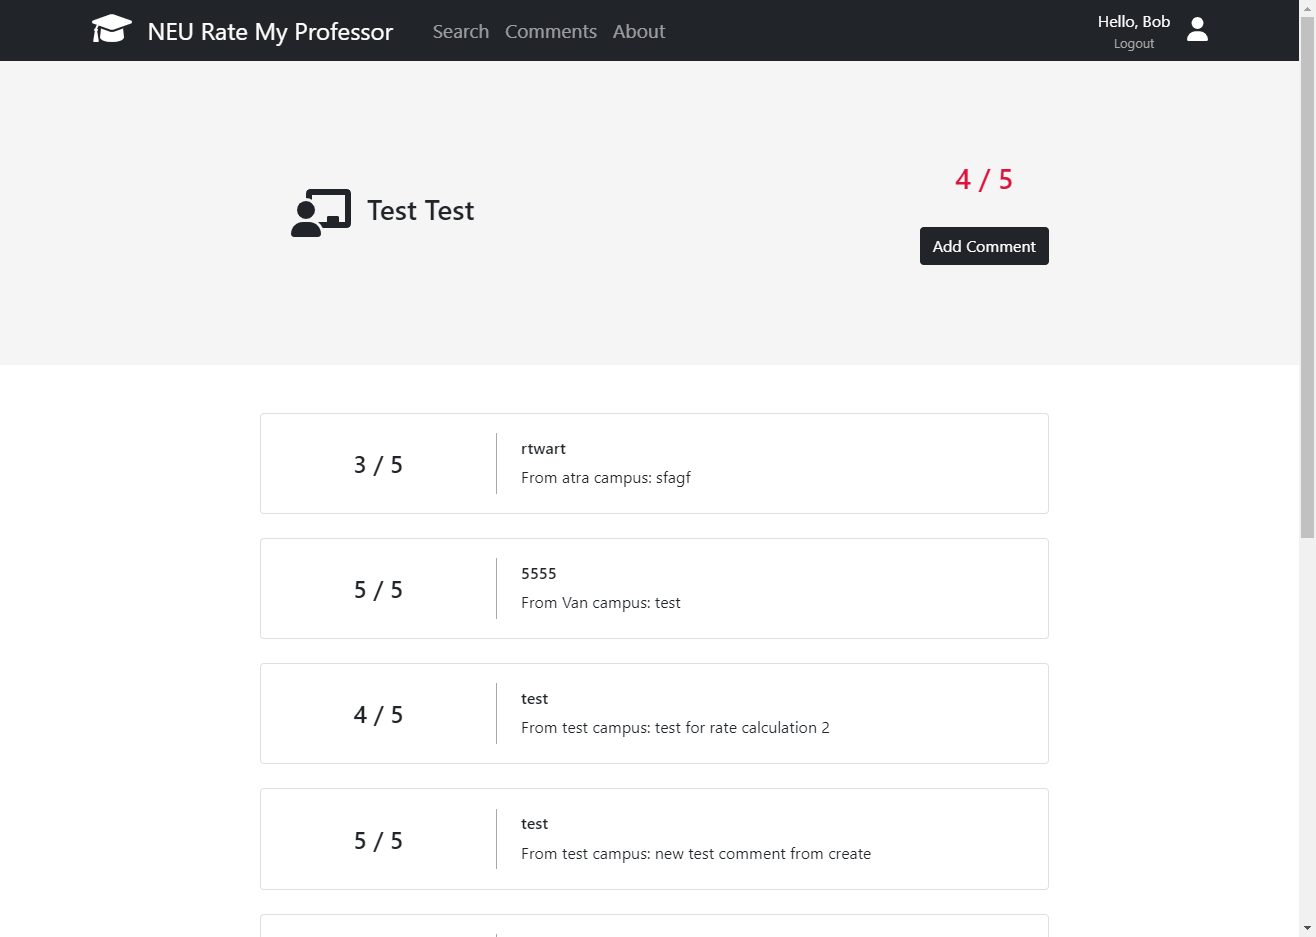 NEU Rate My Professor
Search Comments About
Hello, Bob
Logout
Test Test
4 / 5
Add Comment
3 / 5
rtwart
From atra campus: sfagf
5 / 5
5555
From Van campus: test
4 / 5
test
From test campus: test for rate calculation 2
5 / 5
test
From test campus: new test comment from create